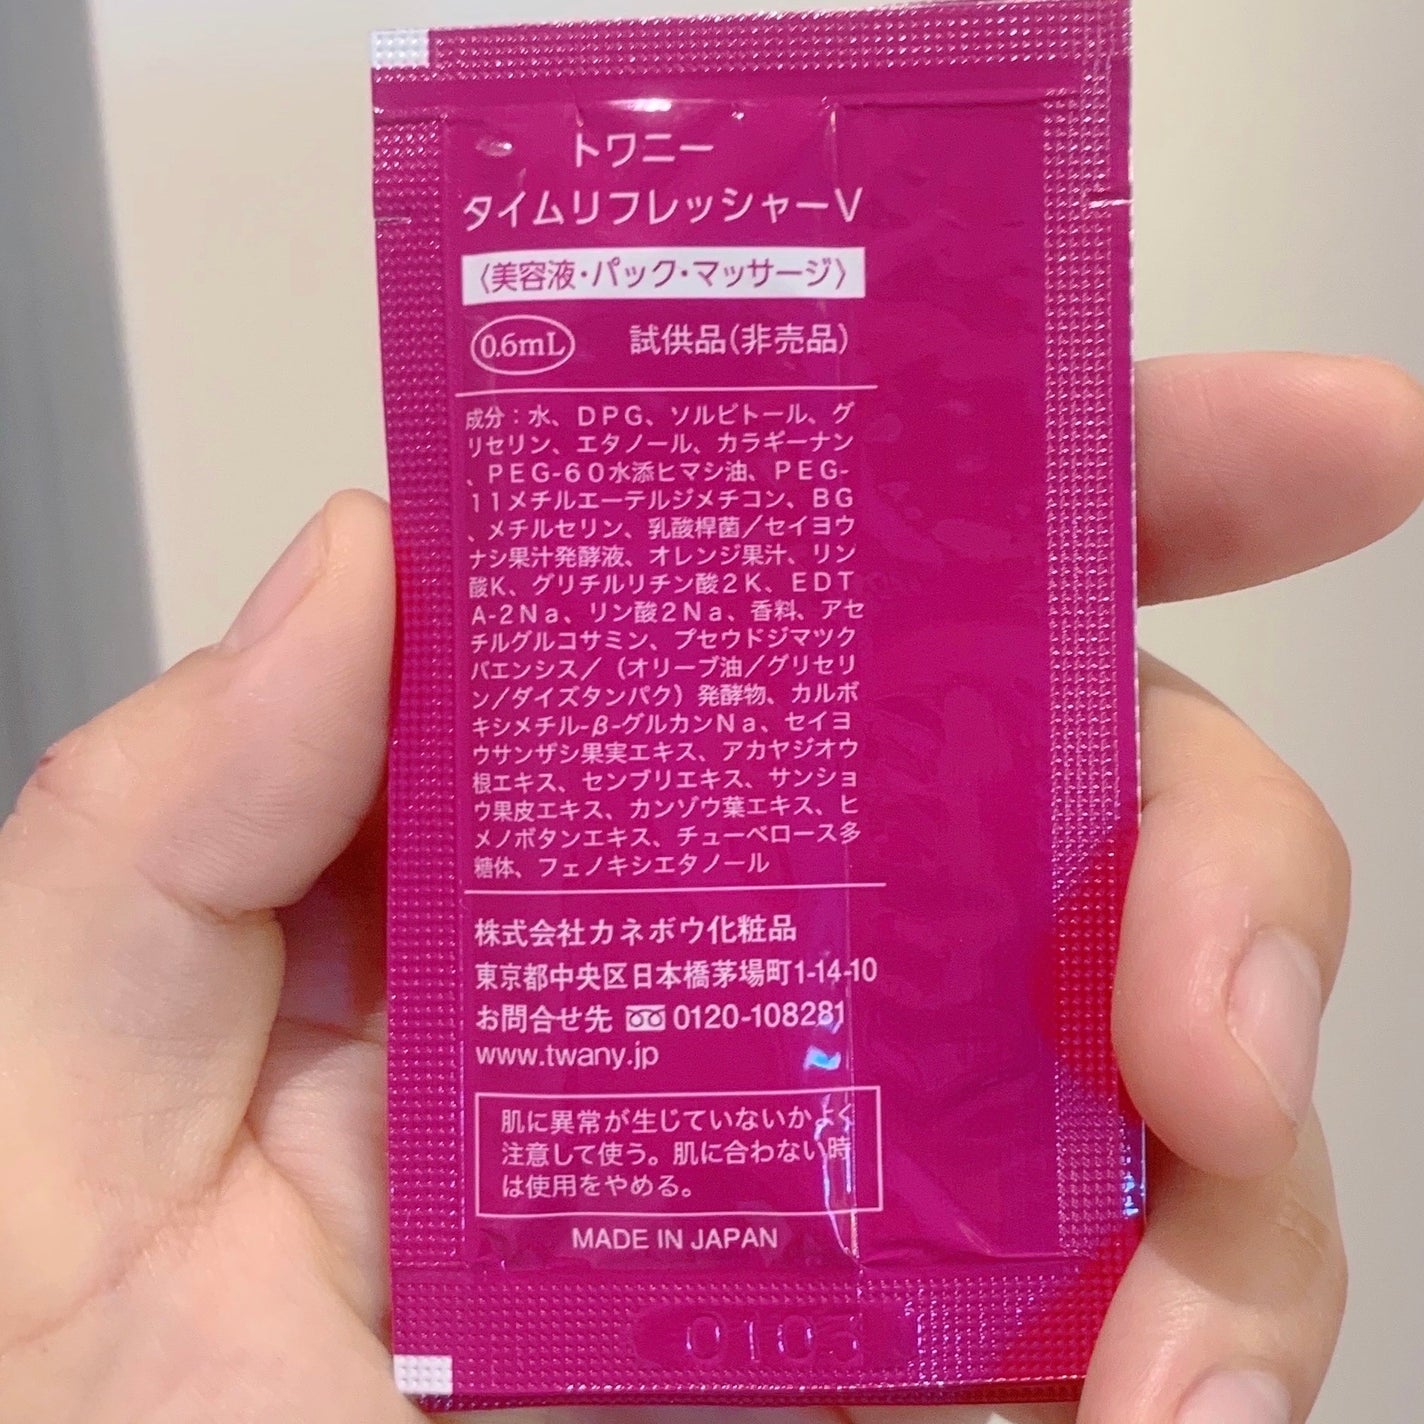 トワニー
タイムリフレッシャーV
〈美容液・パック・マッサージ〉
0.6mL 試供品(非売品)
成分：水、DPG、ソルビトール、グ
リセリン、エタノール、カラギーナン
、PEG-60水添ヒマシ油、PEG-
11メチルエーテルジメチコン、BG
、メチルセリン、乳酸桿菌／セイヨウ
ナシ果汁発酵液、オレンジ果汁、リン
酸K、グリチルリチン酸2K、EDT
A-2Na、リン酸2Na、香料、アセ
チルグルコサミン、プセウドジマツク
バエンシス／（オリーブ油／グリセリ
ン／ダイズタンパク）発酵物、カルボ
キシメチル-β-グルカンNa、セイヨ
ウサンザシ果実エキス、アカヤジオウ
根エキス、センブリエキス、サンショ
ウ果皮エキス、カンゾウ葉エキス、ヒ
メノボタンエキス、チューベロース多
糖体、フェノキシエタノール
株式会社カネボウ化粧品
東京都中央区日本橋茅場町1-14-10
お問合せ先 0120-108281
www.twany.jp
肌に異常が生じていないかよく
注意して使う。肌に合わない時
は使用をやめる。
MADE IN JAPAN
0105